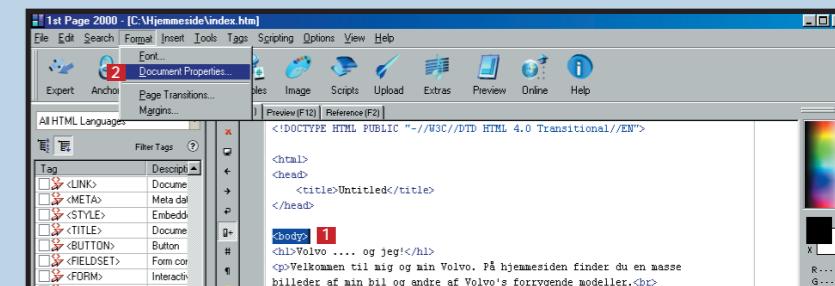 1st Page 2000 - [C:\Hjemmeside\index.htm]
File Edit Search Format Insert Tools Tags Scripting Options View Help
Font...
2 Document Properties...
Page Transitions...
Margins...
Expert Image Scripts Upload Extras Preview Online Help
Preview (F12) Reference (F2)
All HTML Languages
Filter Tags ?
Tag
<LINK> Docume
<META> Meta dat
<STYLE> Embedd
<TITLE> Docume
<BUTTON> Button
<FIELDSET> Form cor
<FORM> Interactiv
<!DOCTYPE HTML PUBLIC "-//W3C//DTD HTML 4.0 Transitional//EN">
<html>
<head>
<title>Untitled</title>
</head>
<body> 1
<h1>Volvo .... og jeg!</h1>
<p>Velkommen til mig og min Volvo. På hjemmesiden finder du en masse
billeder af min bil og andre af Volvo's forrygende modeller.<br>
X
R...
G...